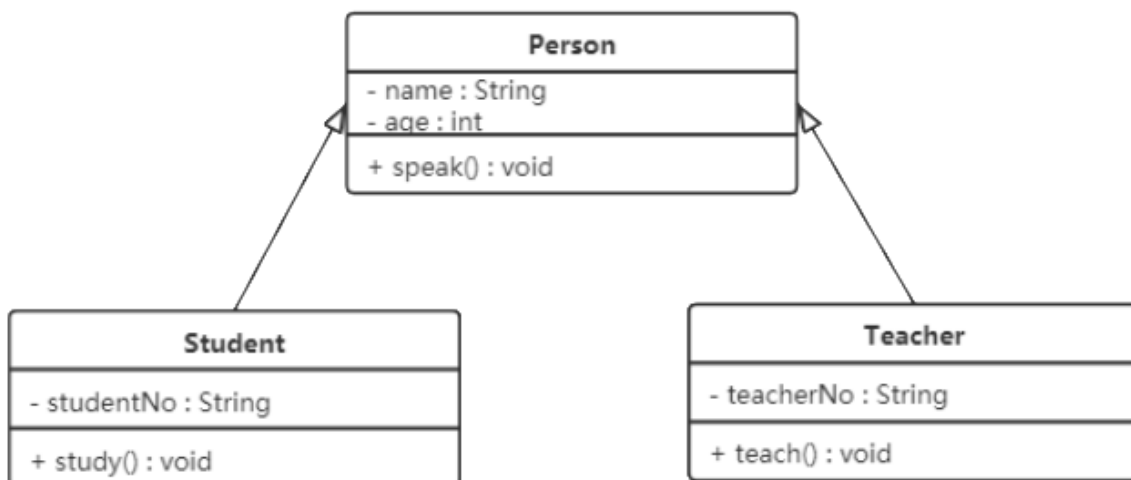 Person
- name : String
- age : int
+ speak() : void
Student
- studentNo : String
+ study() : void
Teacher
- teacherNo : String
+ teach() : void